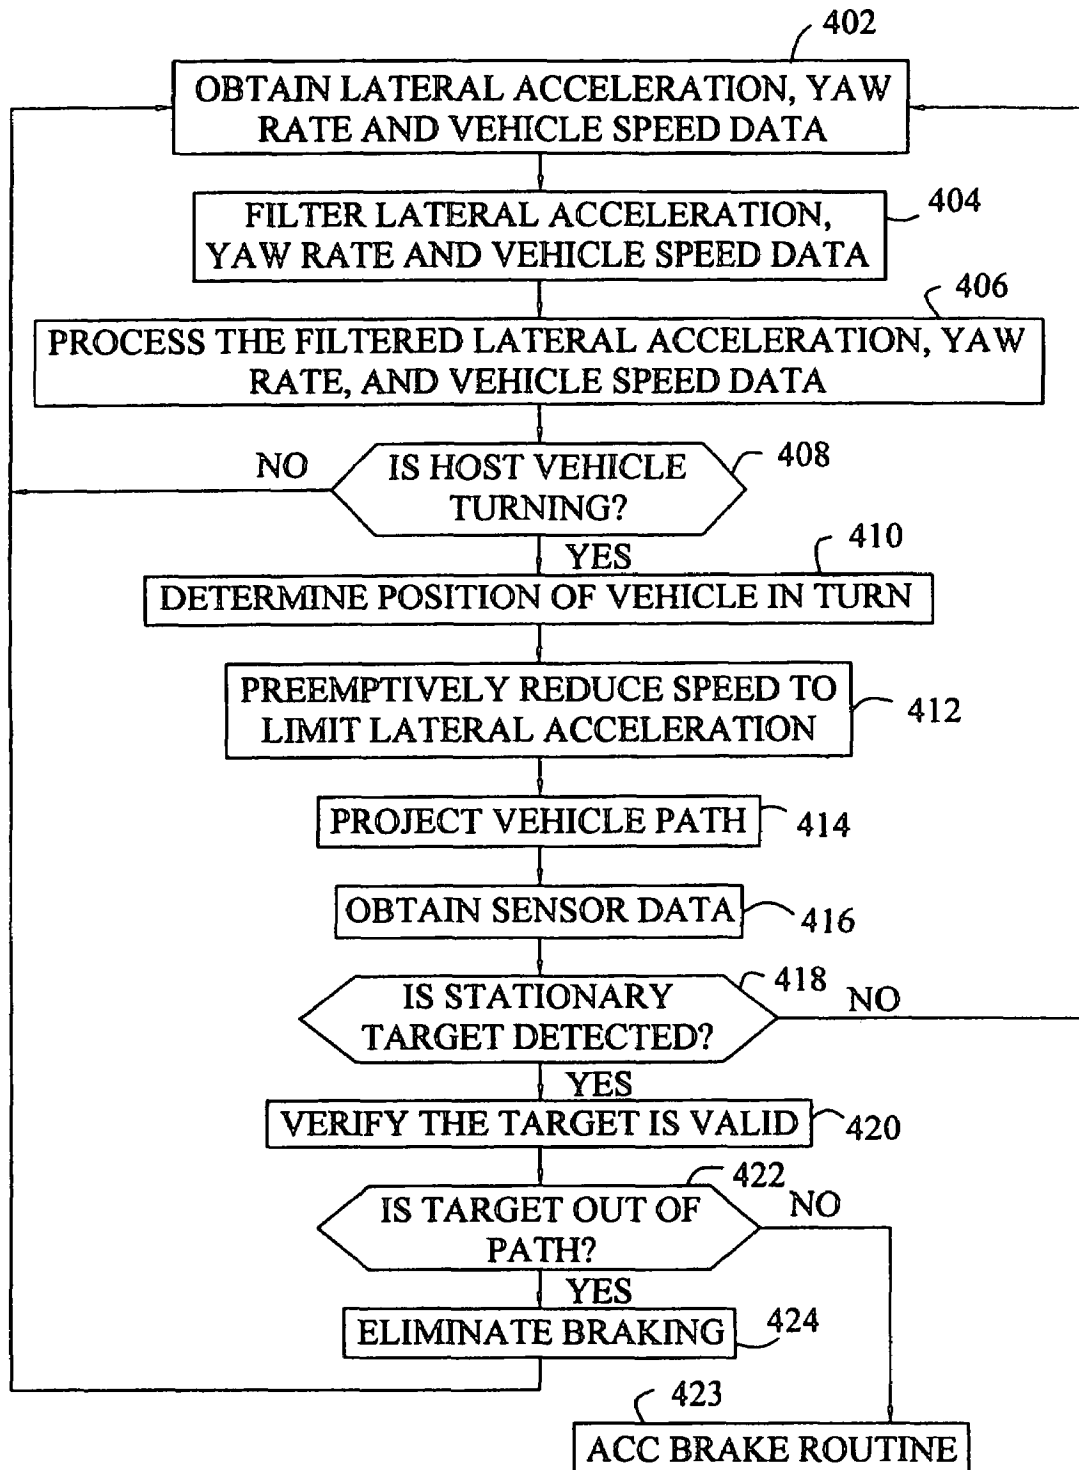 402
OBTAIN LATERAL ACCELERATION, YAW
RATE AND VEHICLE SPEED DATA
FILTER LATERAL ACCELERATION,
YAW RATE AND VEHICLE SPEED DATA
404
406
PROCESS THE FILTERED LATERAL ACCELERATION, YAW
RATE, AND VEHICLE SPEED DATA
NO
IS HOST VEHICLE
TURNING?
408
YES
410
DETERMINE POSITION OF VEHICLE IN TURN
PREEMPTIVELY REDUCE SPEED TO
LIMIT LATERAL ACCELERATION
412
PROJECT VEHICLE PATH
414
OBTAIN SENSOR DATA
416
IS STATIONARY
TARGET DETECTED?
418
NO
YES
VERIFY THE TARGET IS VALID
420
422
IS TARGET OUT OF
PATH?
NO
YES
ELIMINATE BRAKING
424
423
ACC BRAKE ROUTINE